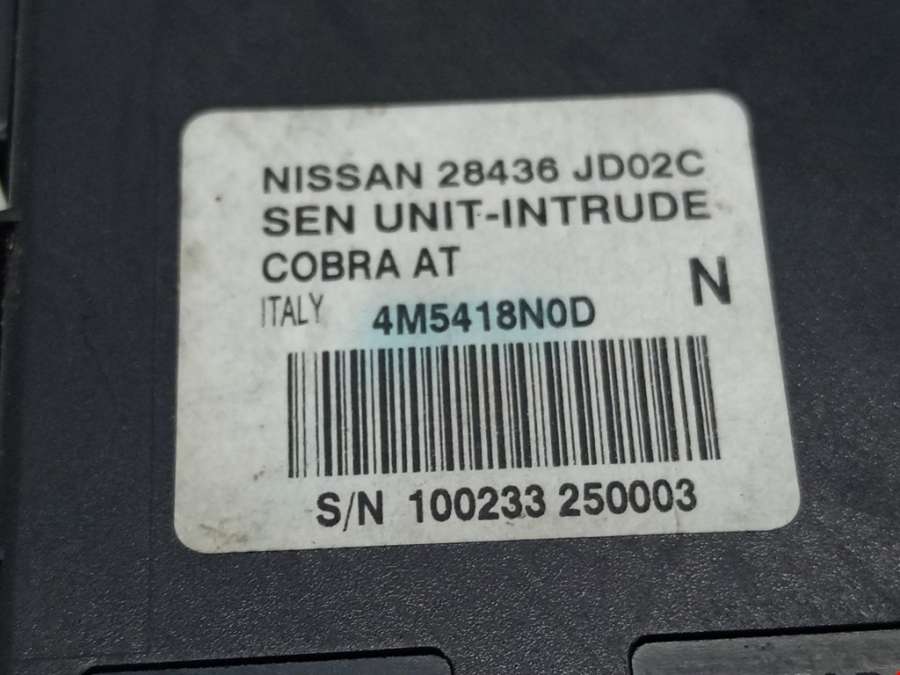 NISSAN 28436 JD02C
SEN UNIT-INTRUDE
COBRA AT
N
ITALY 4M5418N0D
S/N 100233 250003